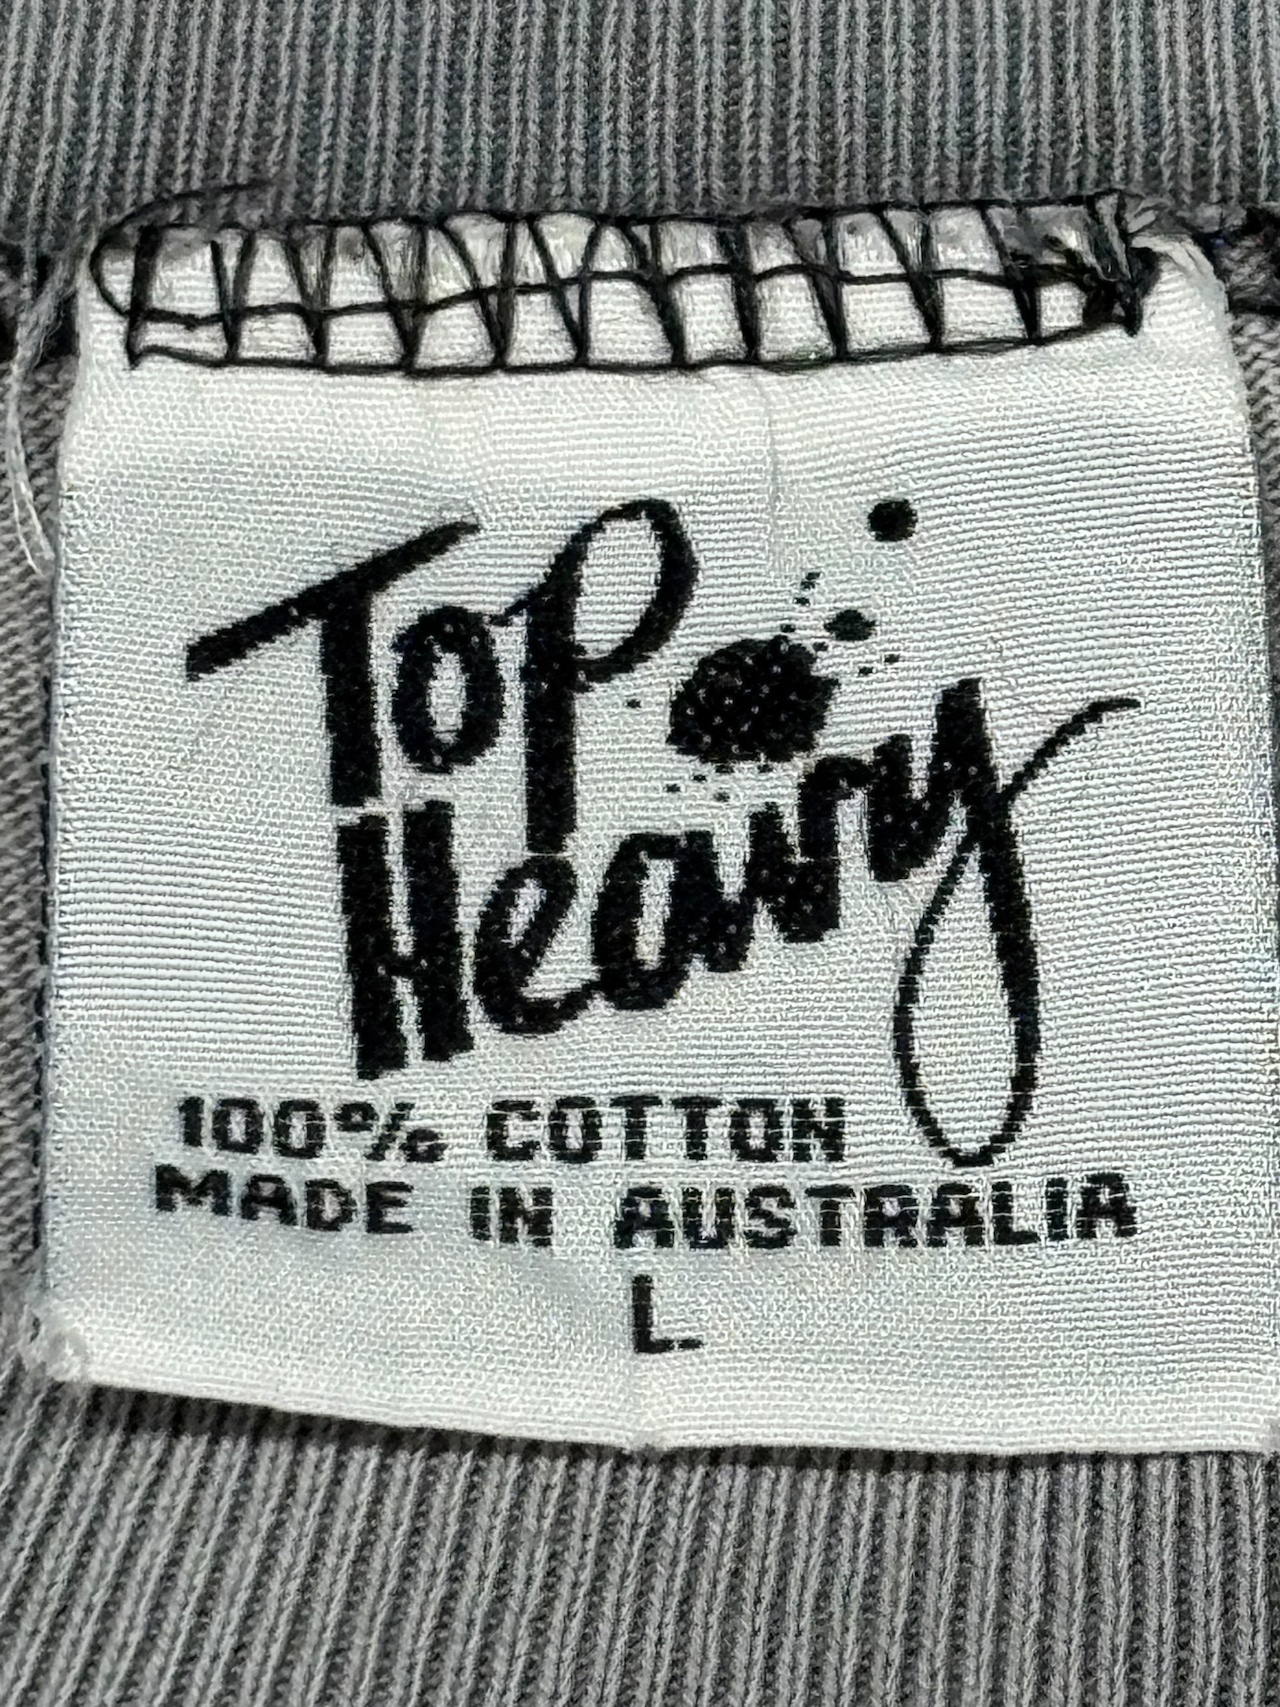 Top
Heavy
100% COTTON
MADE IN AUSTRALIA
L